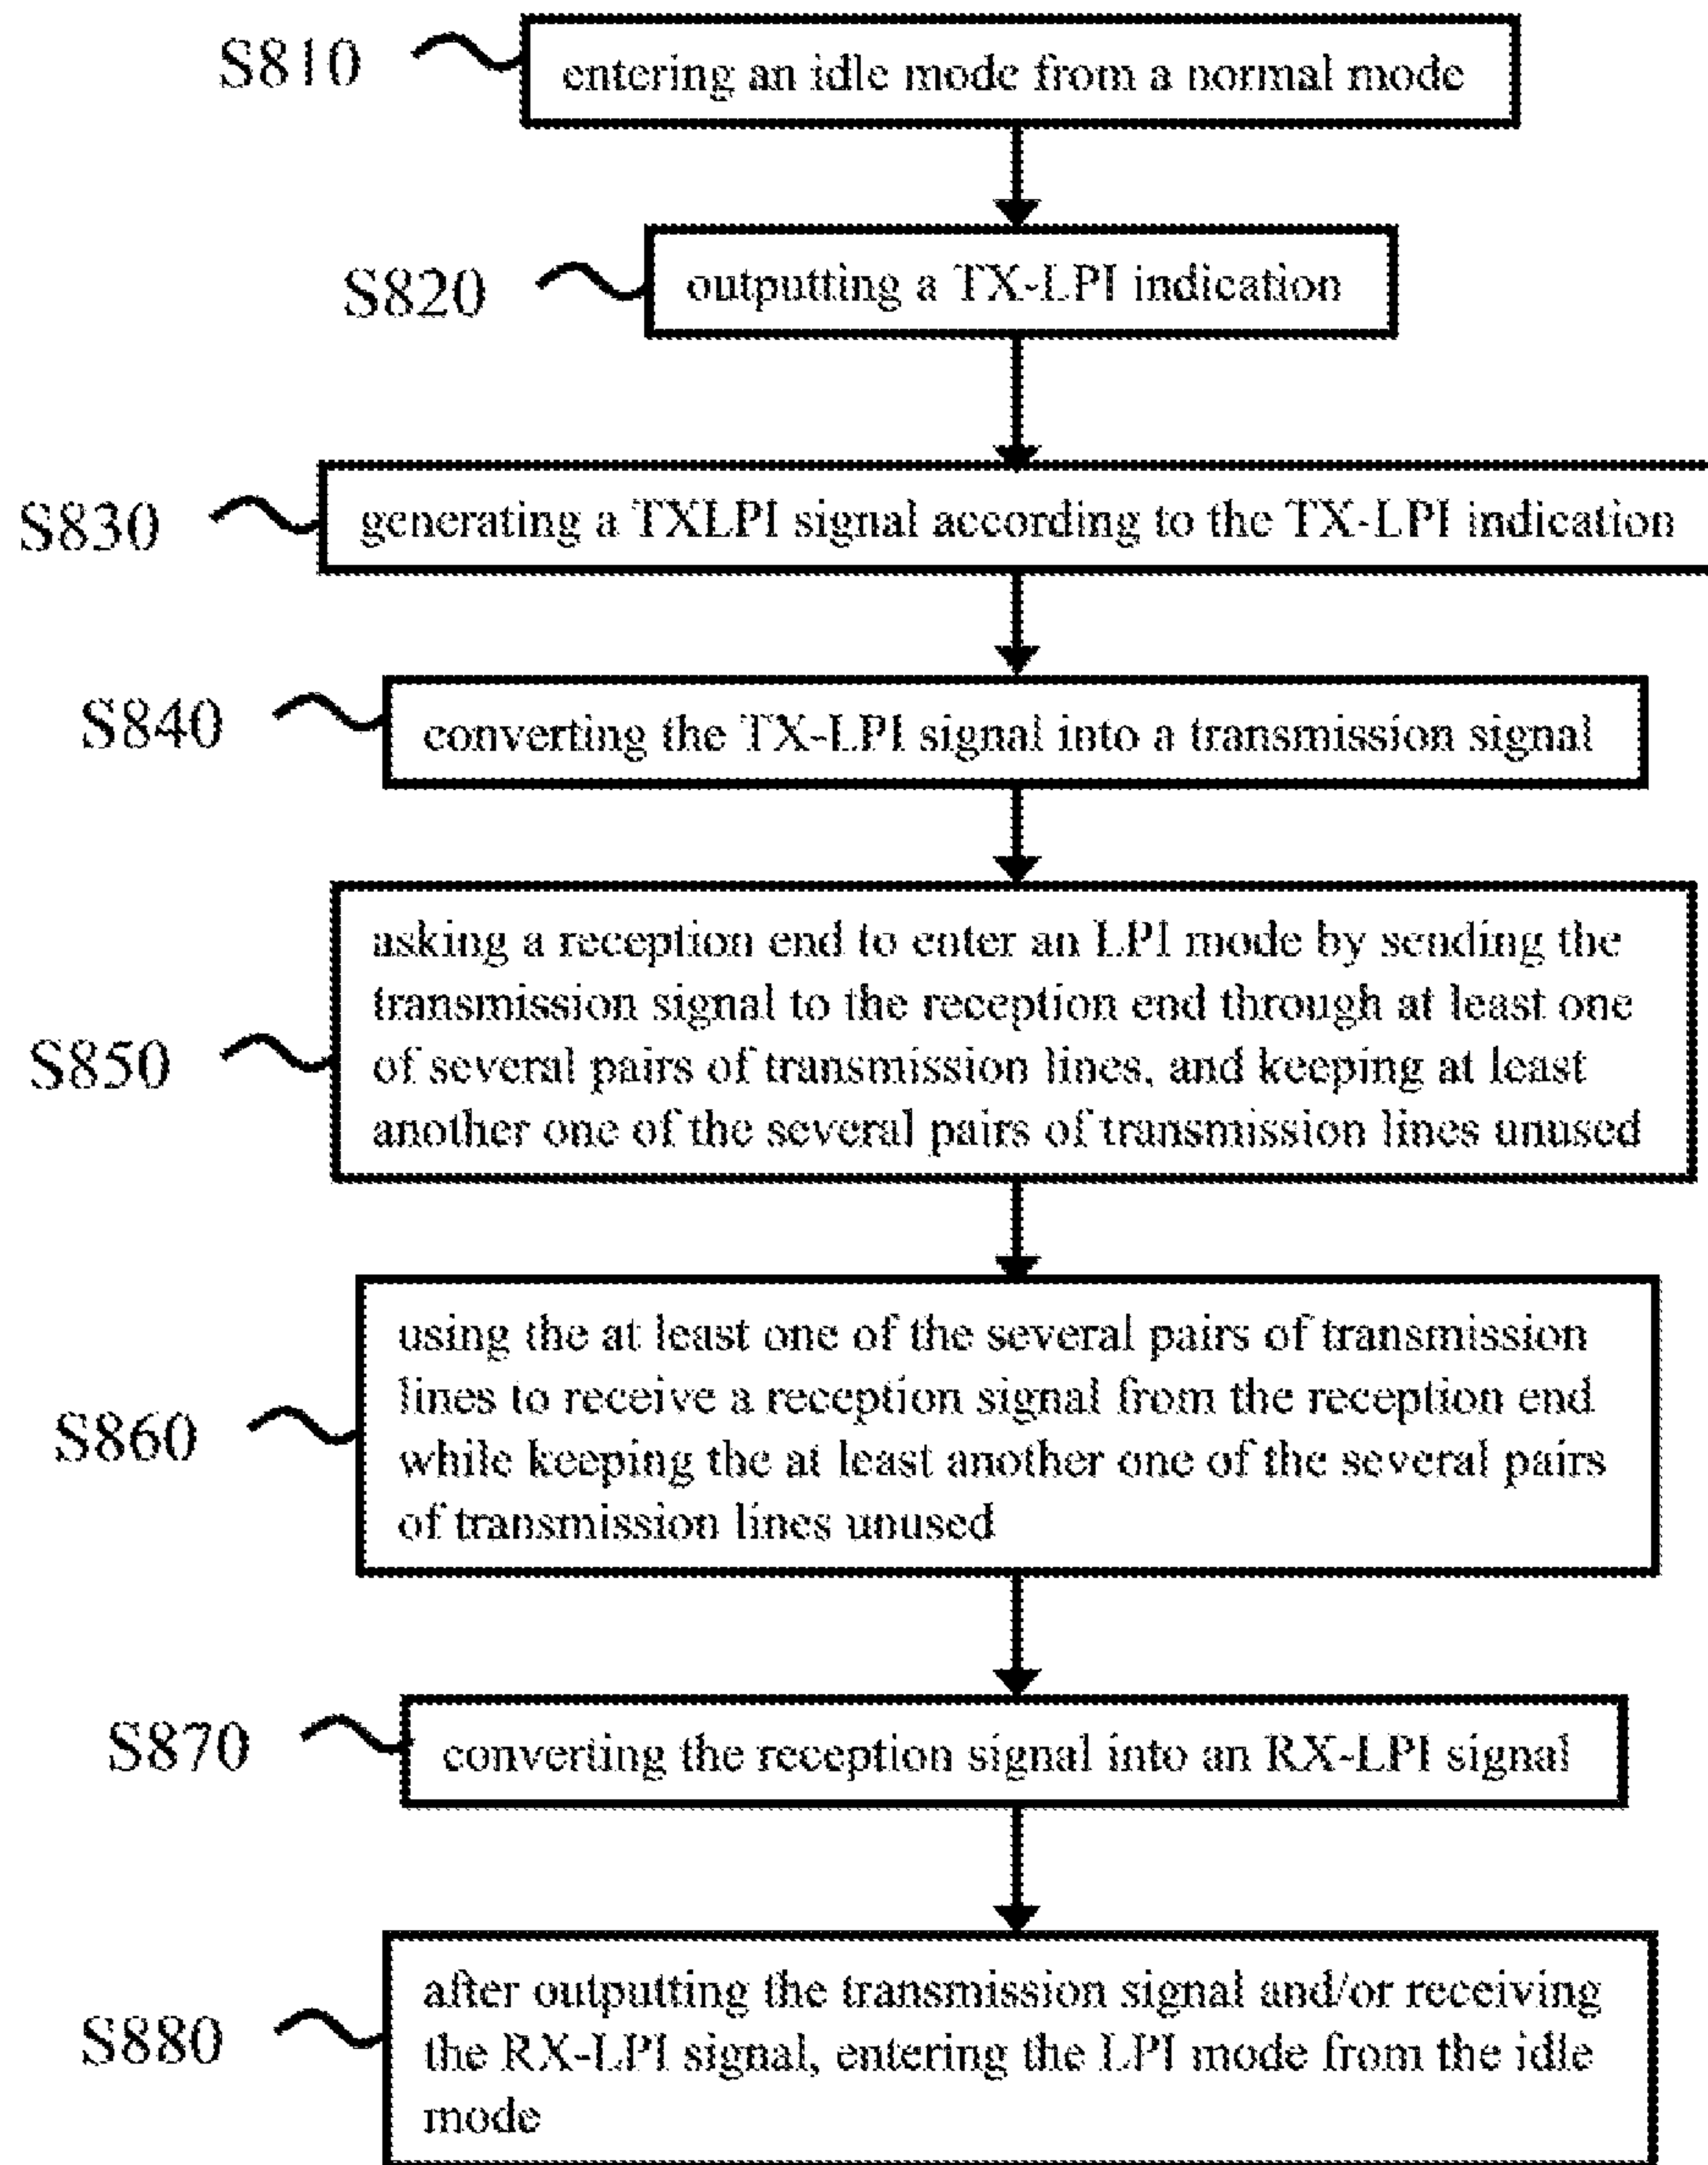 S810
entering an idle mode from a normal mode
S820
outputting a TX-LPI indication
S830
generating a TXLPI signal according to the TX-LPI indication
S840
converting the TX-LPI signal into a transmission signal
S850
asking a reception end to enter an LPI mode by sending the
transmission signal to the reception end through at least one
of several pairs of transmission lines, and keeping at least
another one of the several pairs of transmission lines unused
S860
using the at least one of the several pairs of transmission
lines to receive a reception signal from the reception end
while keeping the at least another one of the several pairs
of transmission lines unused
S870
converting the reception signal into an RX-LPI signal
S880
after outputting the transmission signal and/or receiving
the RX-LPI signal, entering the LPI mode from the idle
mode